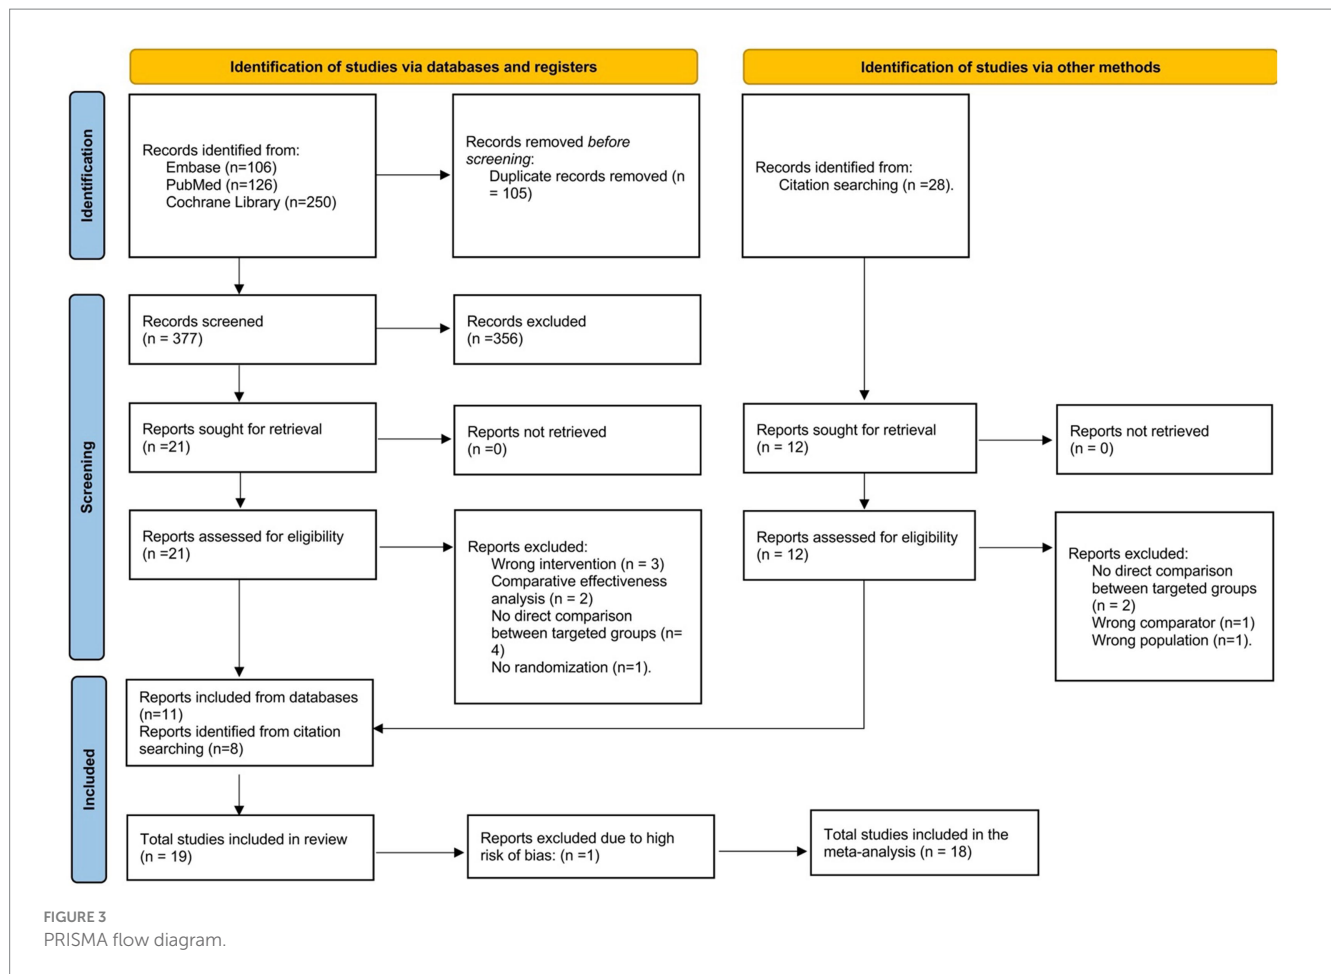 Identification of studies via databases and registers
Identification of studies via other methods
Identification
Records identified from:
Embase (n=106)
PubMed (n=126)
Cochrane Library (n=250)
Records removed before
screening:
Duplicate records removed (n
= 105)
Records identified from:
Citation searching (n =28).
Screening
Records screened
(n = 377)
Records excluded
(n =356)
Reports sought for retrieval
(n =21)
Reports not retrieved
(n =0)
Reports sought for retrieval
(n = 12)
Reports not retrieved
(n = 0)
Reports assessed for eligibility
(n =21)
Reports excluded:
Wrong intervention (n = 3)
Comparative effectiveness
analysis (n = 2)
No direct comparison
between targeted groups (n=
4)
No randomization (n=1).
Reports assessed for eligibility
(n = 12)
Reports excluded:
No direct comparison
between targeted groups
(n = 2)
Wrong comparator (n=1)
Wrong population (n=1).
Included
Reports included from databases
(n=11)
Reports identified from citation
searching (n=8)
Total studies included in review
(n = 19)
Reports excluded due to high
risk of bias: (n =1)
Total studies included in the
meta-analysis (n = 18)
FIGURE 3
PRISMA flow diagram.